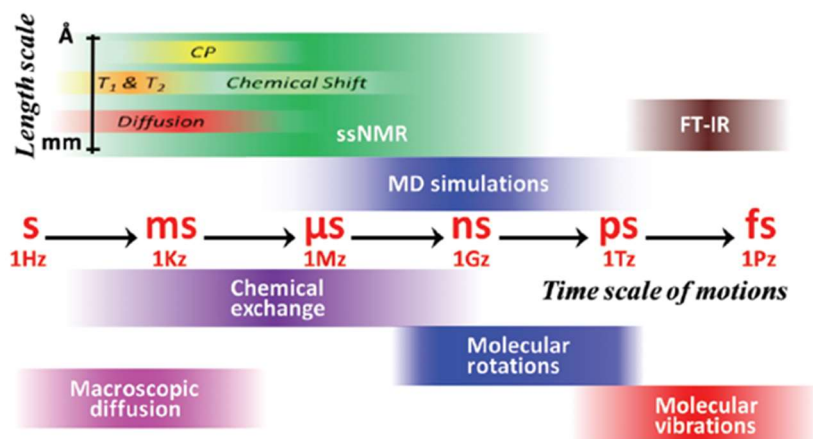 Length scale
Å
mm
CP
T₁ & T₂
Chemical Shift
Diffusion
ssNMR
FT-IR
MD simulations
s
ms
µs
ns
ps
fs
1Hz
1Kz
1Mz
1Gz
1Tz
1Pz
Chemical
exchange
Time scale of motions
Molecular
rotations
Macroscopic
diffusion
Molecular
vibrations